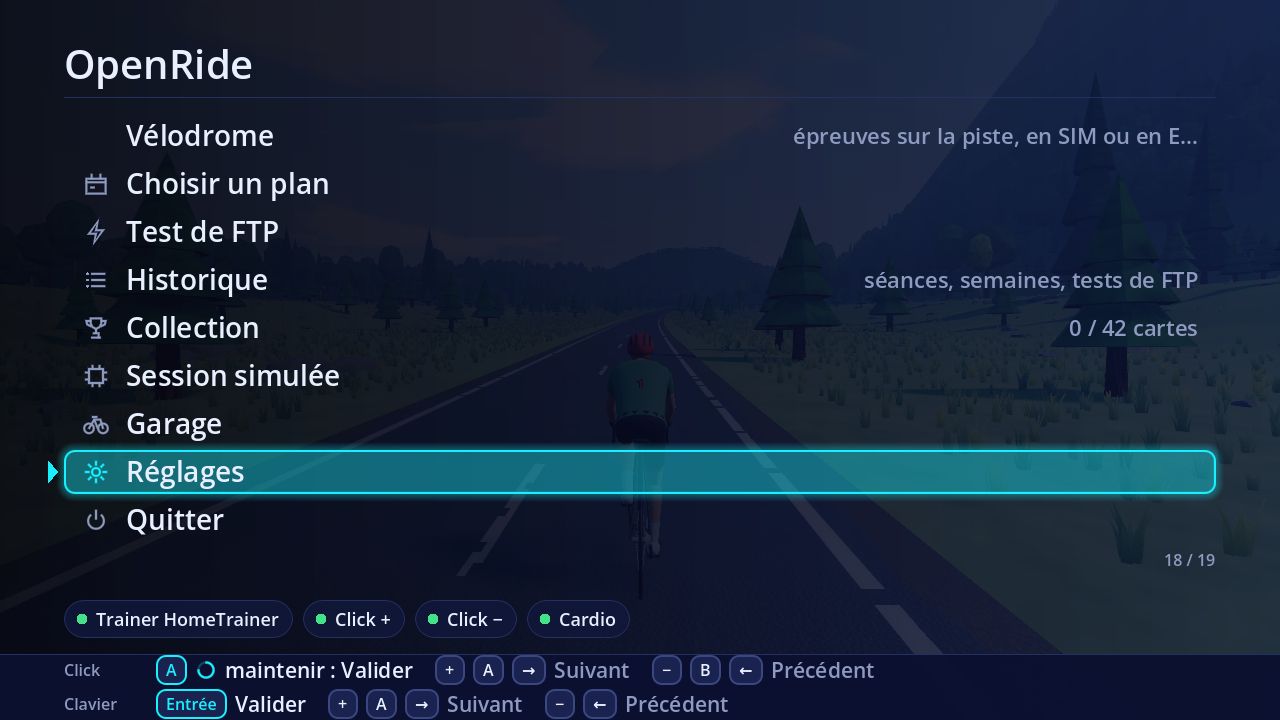 OpenRide
Vélodrome épreuves sur la piste, en SIM ou en E...
Choisir un plan
Test de FTP
Historique séances, semaines, tests de FTP
Collection 0 / 42 cartes
Session simulée
Garage
Réglages
Quitter
18 / 19
Trainer HomeTrainer Click + Click − Cardio
Click A maintenir : Valider + A → Suivant − B ← Précédent
Clavier Entrée Valider + A → Suivant − ← Précédent